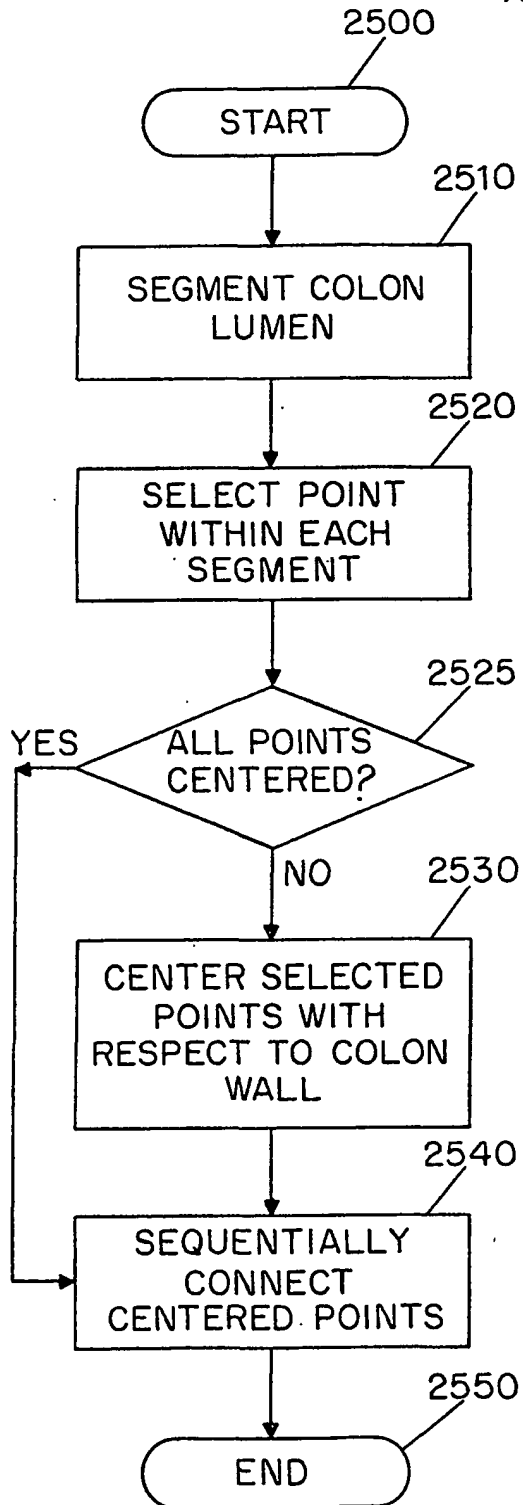 2500
START
2510
SEGMENT COLON
LUMEN
2520
SELECT POINT
WITHIN EACH
SEGMENT
2525
YES
ALL POINTS
CENTERED?
NO
2530
CENTER SELECTED
POINTS WITH
RESPECT TO COLON
WALL
2540
SEQUENTIALLY
CONNECT
CENTERED POINTS
2550
END